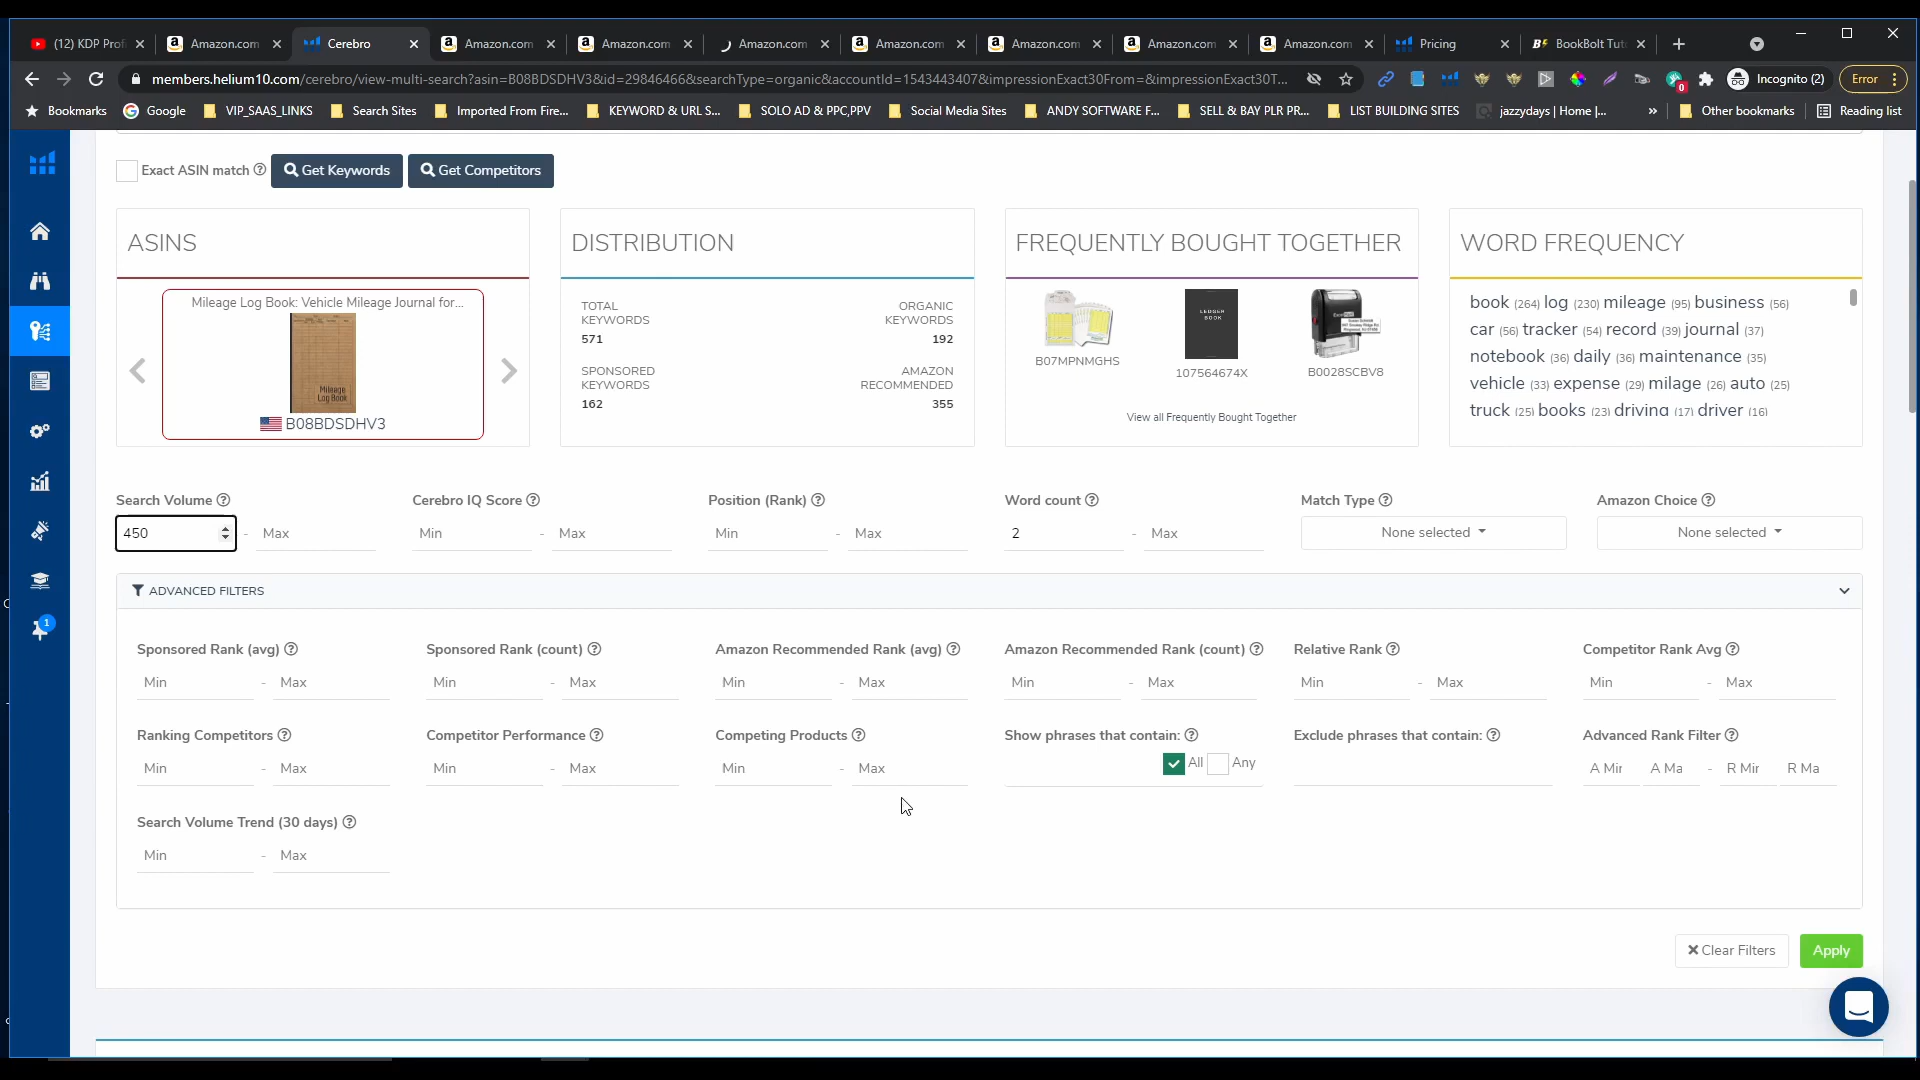 (12) KDP Prof
Amazon.com
Cerebro
Amazon.com
Amazon.com
Amazon.com
Amazon.com
Amazon.com
Amazon.com
Amazon.com
Pricing
BookBolt Tut
members.helium10.com/cerebro/view-multi-search?asin=B08BDSDHV3&id=29846466&searchType=organic&accountId=1543443407&impressionExact30From=&impressionExact30T...
0
Incognito (2)
Error
Bookmarks
Google
VIP_SAAS_LINKS
Search Sites
Imported From Fire...
KEYWORD & URL S...
SOLO AD & PPC,PPV
Social Media Sites
ANDY SOFTWARE F...
SELL & BAY PLR PR...
LIST BUILDING SITES
jazzydays | Home |...
»
Other bookmarks
Reading list
Exact ASIN match
Get Keywords
Get Competitors
ASINS
DISTRIBUTION
FREQUENTLY BOUGHT TOGETHER
WORD FREQUENCY
Mileage Log Book: Vehicle Mileage Journal for...
Mileage
Log Book
B08BDSDHV3
TOTAL
KEYWORDS
571
ORGANIC
KEYWORDS
192
SPONSORED
KEYWORDS
162
AMAZON
RECOMMENDED
355
LEDGER
BOOK
B07MPNMGHS
107564674X
B0028SCBV8
View all Frequently Bought Together
book (264) log (230) mileage (95) business (56)
car (56) tracker (54) record (39) journal (37)
notebook (36) daily (36) maintenance (35)
vehicle (33) expense (29) milage (26) auto (25)
truck (25) books (23) driving (17) driver (16)
Search Volume
Cerebro IQ Score
Position (Rank)
Word count
Match Type
Amazon Choice
450 - Max
Min - Max
Min - Max
2 - Max
None selected
None selected
ADVANCED FILTERS
Sponsored Rank (avg)
Sponsored Rank (count)
Amazon Recommended Rank (avg)
Amazon Recommended Rank (count)
Relative Rank
Competitor Rank Avg
Min - Max
Min - Max
Min - Max
Min - Max
Min - Max
Min - Max
Ranking Competitors
Competitor Performance
Competing Products
Show phrases that contain:
Exclude phrases that contain:
Advanced Rank Filter
Min - Max
Min - Max
Min - Max
All
Any
A Mir
A Ma
-
R Mir
R Ma
Search Volume Trend (30 days)
Min - Max
Clear Filters
Apply
1